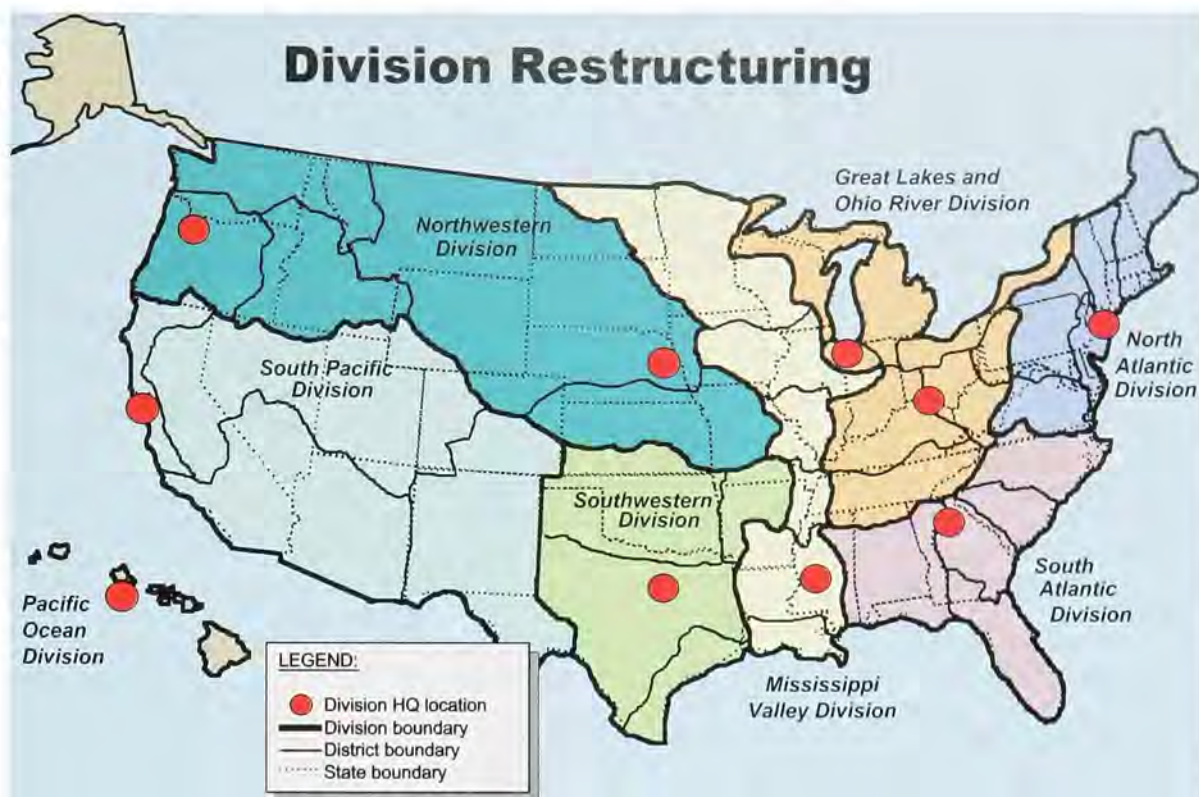 Division Restructuring
Great Lakes and
Ohio River Division
Northwestern
Division
North
Atlantic
Division
South Pacific
Division
Southwestern
Division
South
Atlantic
Division
Pacific
Ocean
Division
Mississippi
Valley Division
LEGEND:
Division HQ location
Division boundary
District boundary
State boundary